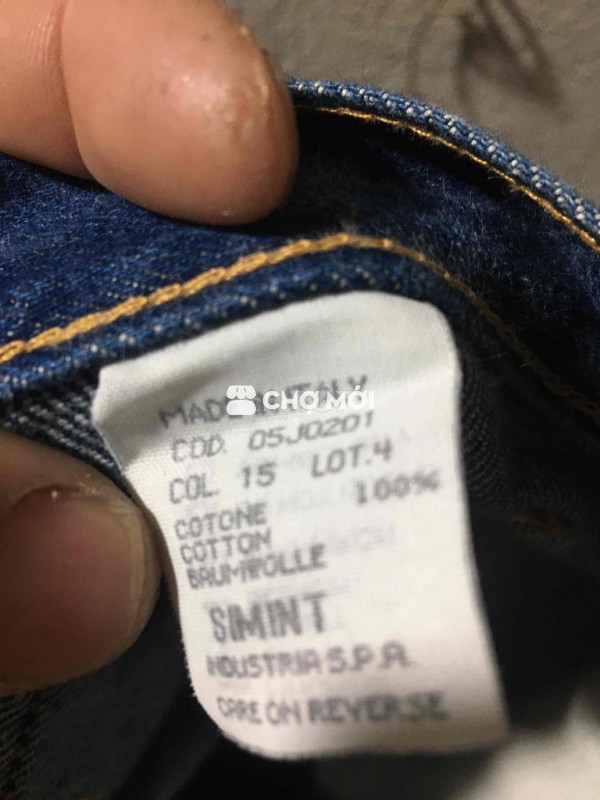 MADE IN ITALY
CHỢ MỚI
COD. 05J0201
COL. 15 LOT.4
COTONE 100%
COTTON
BAUMWOLLE
SIMINT
INDUSTRIA S.P.A.
CARE ON REVERSE